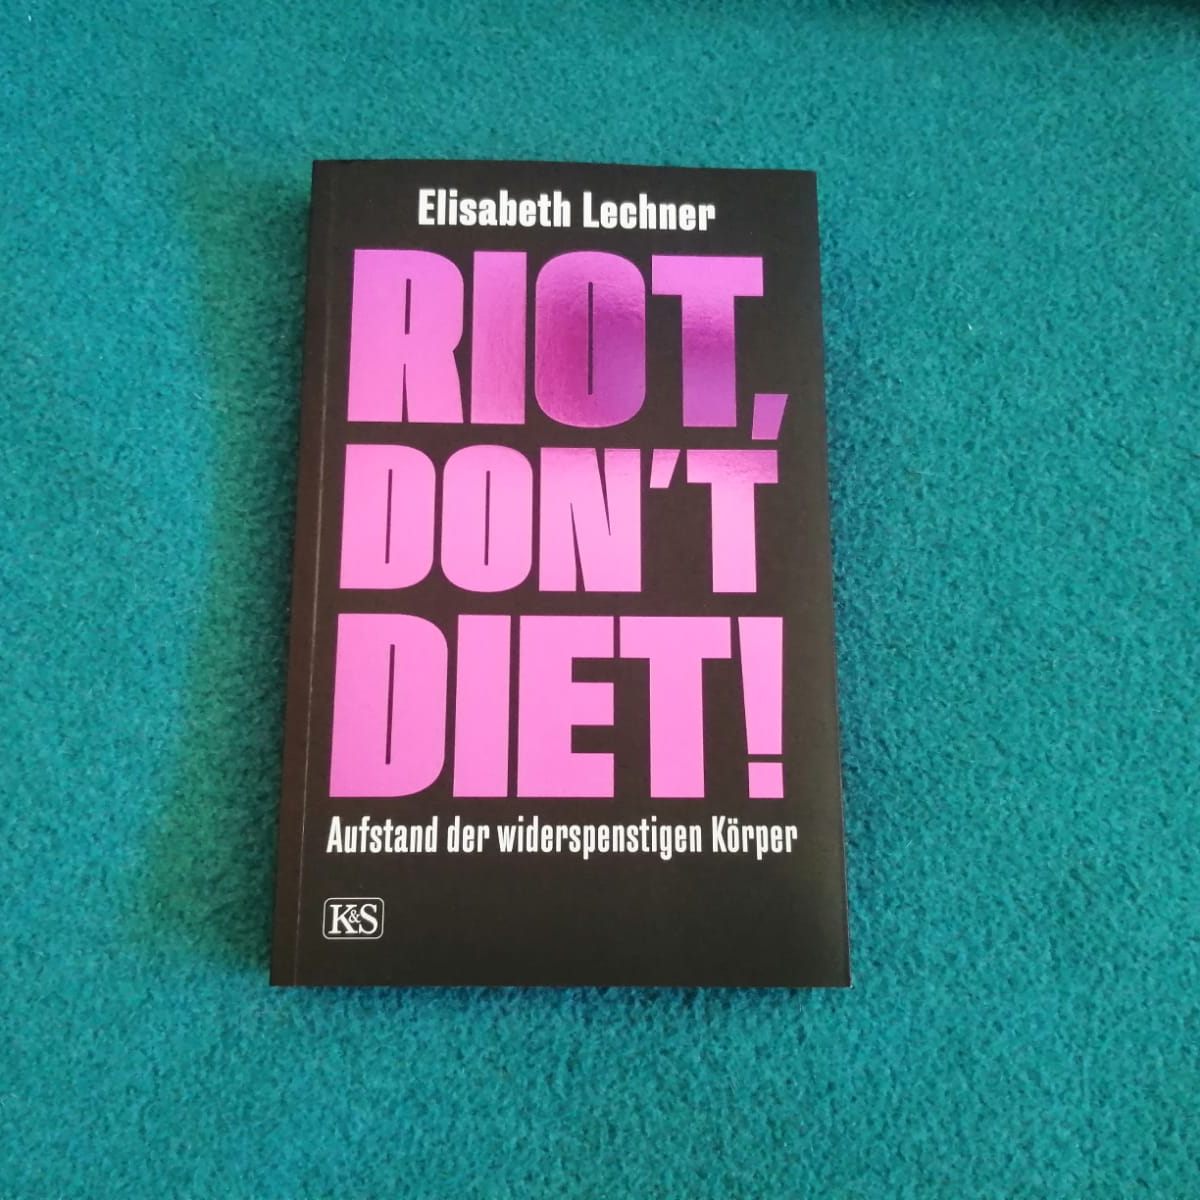 Elisabeth Lechner
RIOT,
DON'T
DIET!
Aufstand der widerspenstigen Körper
K&S